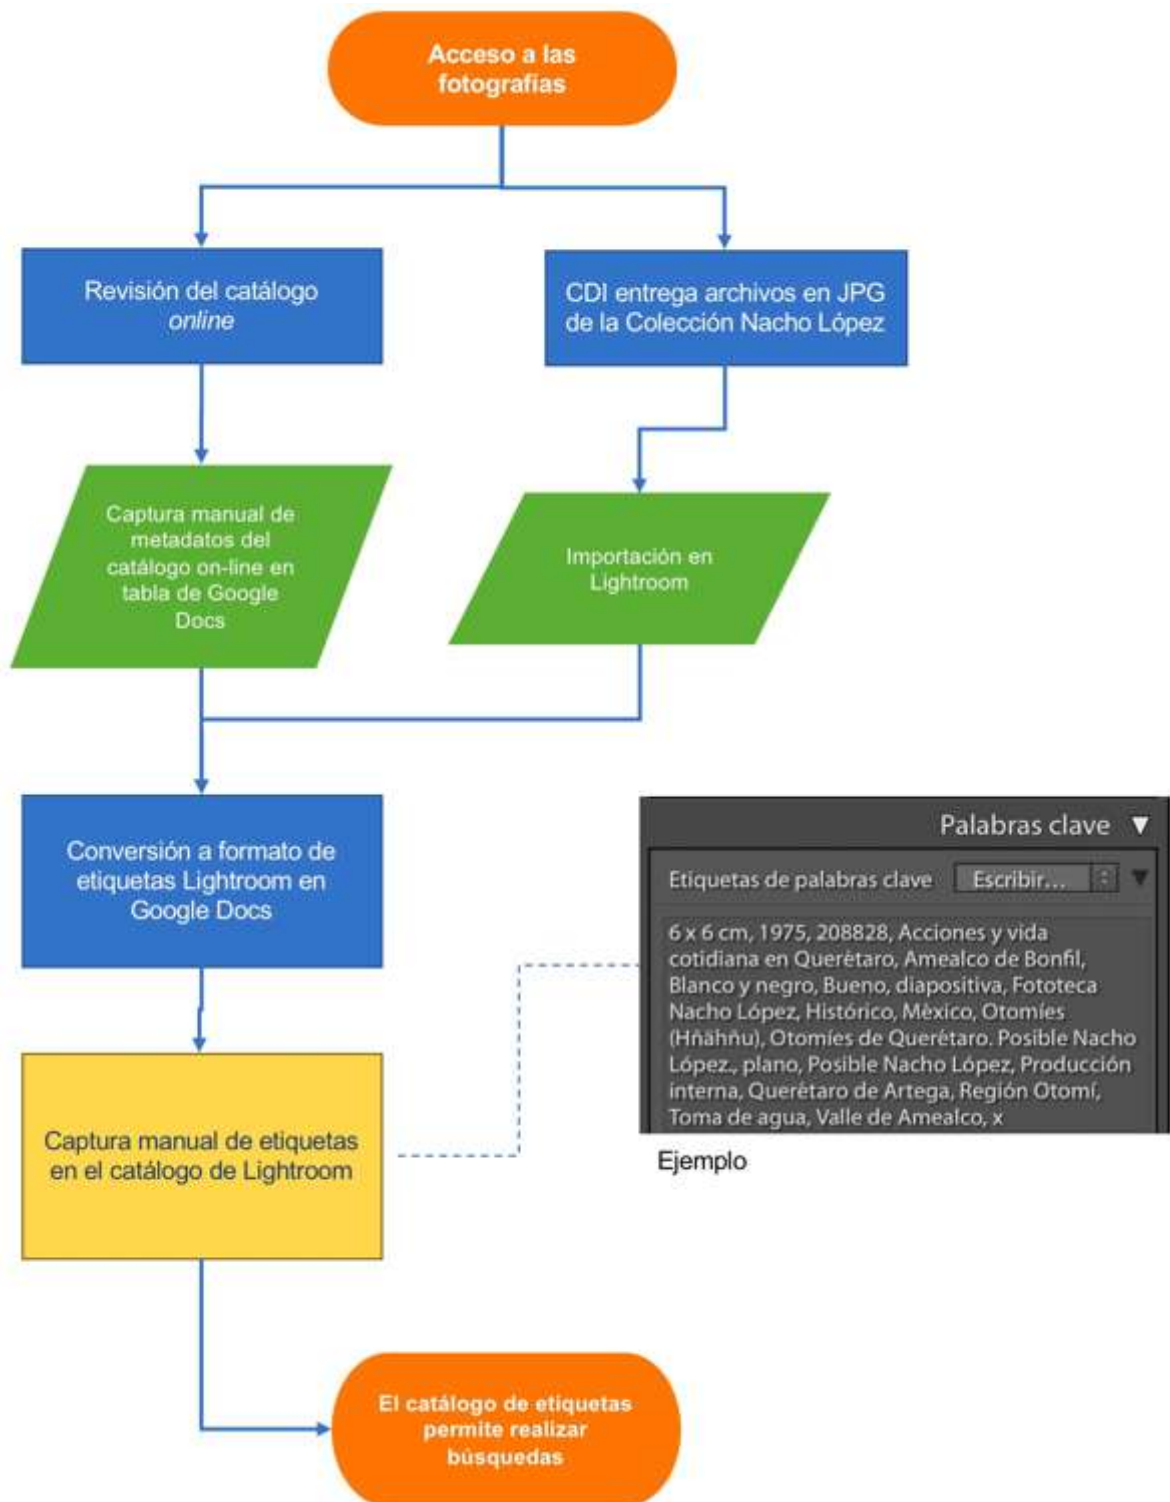 Acceso a las
fotografías
Revisión del catálogo
online
CDI entrega archivos en JPG
de la Colección Nacho López
Captura manual de
metadatos del
catálogo on-line en
tabla de Google
Docs
Importación en
Lightroom
Conversión a formato de
etiquetas Lightroom en
Google Docs
Palabras clave
Etiquetas de palabras clave Escribir...
6 x 6 cm, 1975, 208828, Acciones y vida
cotidiana en Querètaro, Amealco de Bonfil,
Blanco y negro, Bueno, diapositiva, Fototeca
Nacho López, Histórico, Mèxico, Otomíes
(Hñähñu), Otomíes de Querétaro. Posible Nacho
López., plano, Posible Nacho López, Producción
interna, Querètaro de Artega, Región Otomí,
Toma de agua, Valle de Amealco, x
Ejemplo
Captura manual de etiquetas
en el catálogo de Lightroom
El catálogo de etiquetas
permite realizar
búsquedas